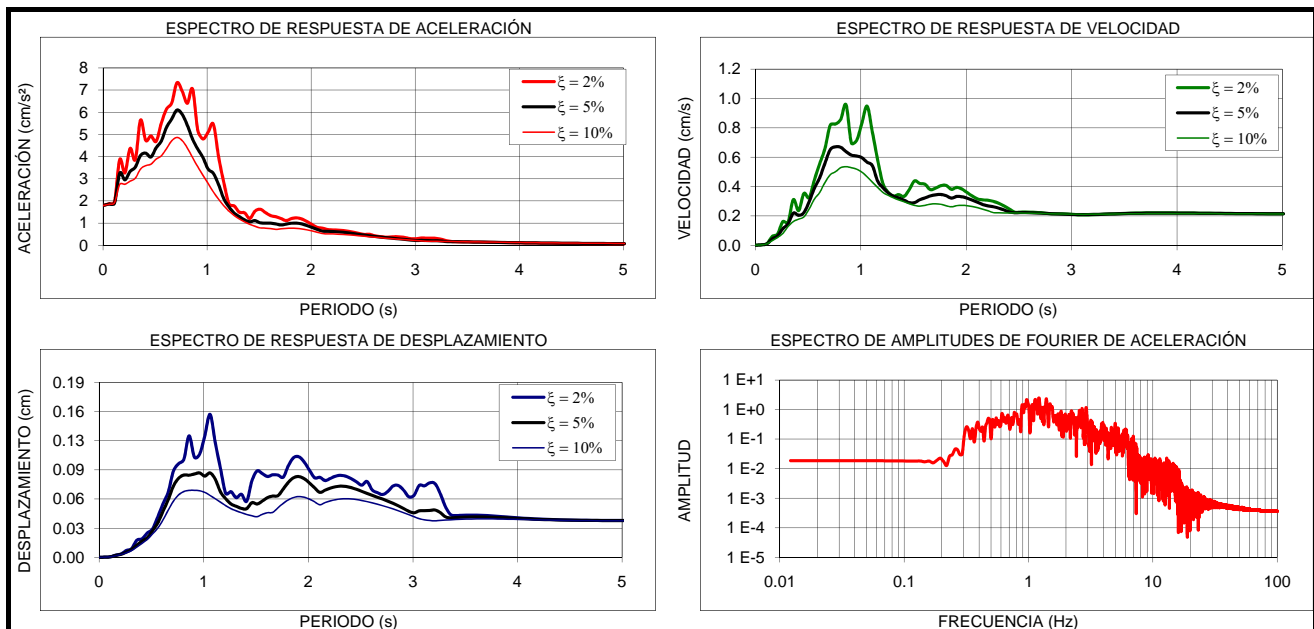 ESPECTRO DE RESPUESTA DE ACELERACIÓN
ACELERACIÓN (cm/s²)
8
7
6
5
4
3
2
1
0
0 1 2 3 4 5
PERIODO (s)
ξ = 2%
ξ = 5%
ξ = 10%
ESPECTRO DE RESPUESTA DE VELOCIDAD
VELOCIDAD (cm/s)
1.2
1.0
0.8
0.6
0.4
0.2
0.0
0 1 2 3 4 5
PERIODO (s)
ξ = 2%
ξ = 5%
ξ = 10%
ESPECTRO DE RESPUESTA DE DESPLAZAMIENTO
DESPLAZAMIENTO (cm)
0.19
0.16
0.13
0.09
0.06
0.03
0.00
0 1 2 3 4 5
PERIODO (s)
ξ = 2%
ξ = 5%
ξ = 10%
ESPECTRO DE AMPLITUDES DE FOURIER DE ACELERACIÓN
AMPLITUD
1 E+1
1 E+0
1 E-1
1 E-2
1 E-3
1 E-4
1 E-5
0.01 0.1 1 10 100
FRECUENCIA (Hz)